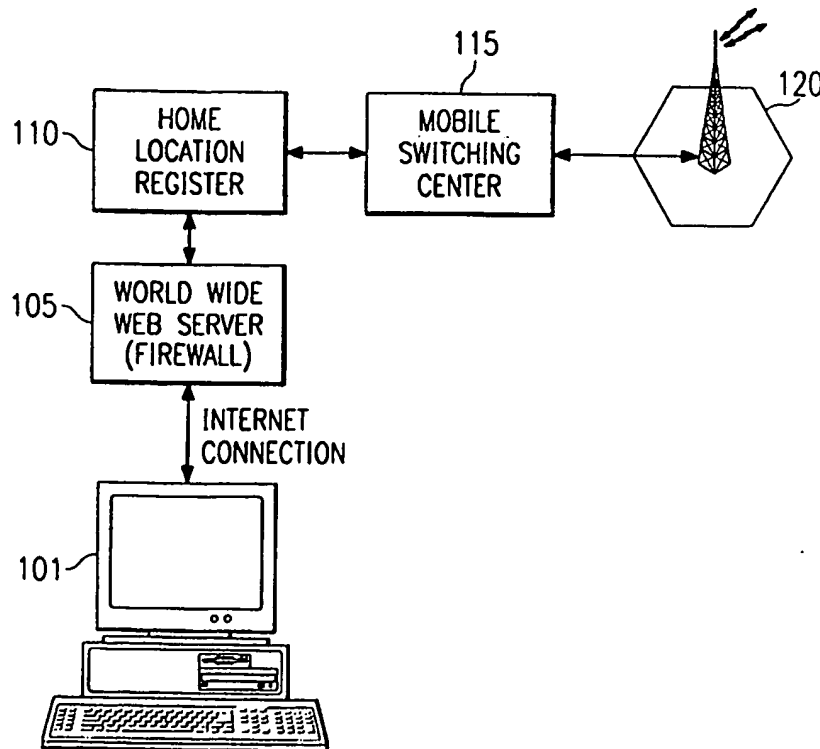 115
120
110
HOME
LOCATION
REGISTER
MOBILE
SWITCHING
CENTER
105
WORLD WIDE
WEB SERVER
(FIREWALL)
INTERNET
CONNECTION
101